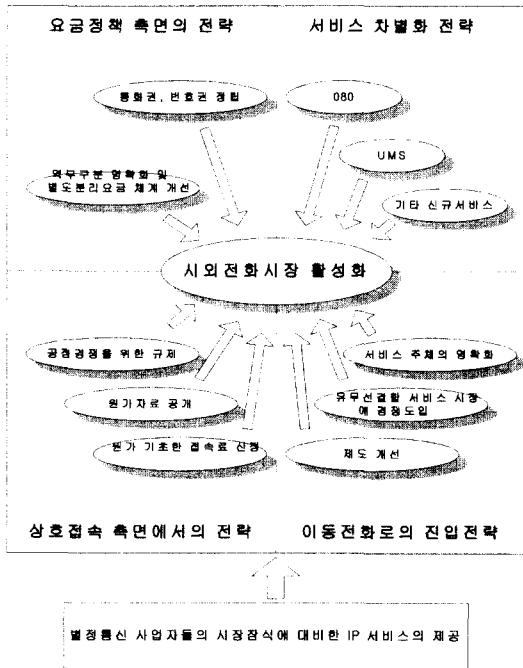 요금정책 측면의 전략
서비스 차별화 전략
통화권, 번호권 정립
080
UMS
역무구분 명확화 및
별도분리요금 체계 개선
기타 신규서비스
시외전화시장 활성화
공정경쟁을 위한 규제
서비스 주체의 명확화
원가자료 공개
유무선결합 서비스 시장
에 경쟁도입
원가 기초한 접속료 산정
제도 개선
상호접속 측면에서의 전략
이동전화로의 진입전략
별정통신 사업자들의 시장잠식에 대비한 IP 서비스의 제공